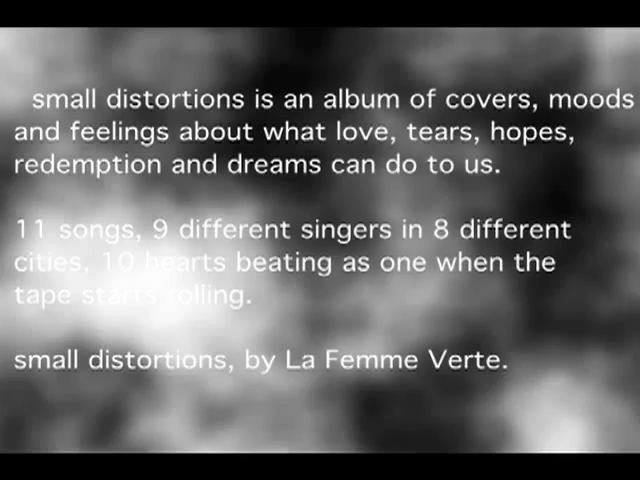 small distortions is an album of covers, moods
and feelings about what love, tears, hopes,
redemption and dreams can do to us.
11 songs, 9 different singers in 8 different
cities, 10 hearts beating as one when the
tape starts rolling.
small distortions, by La Femme Verte.